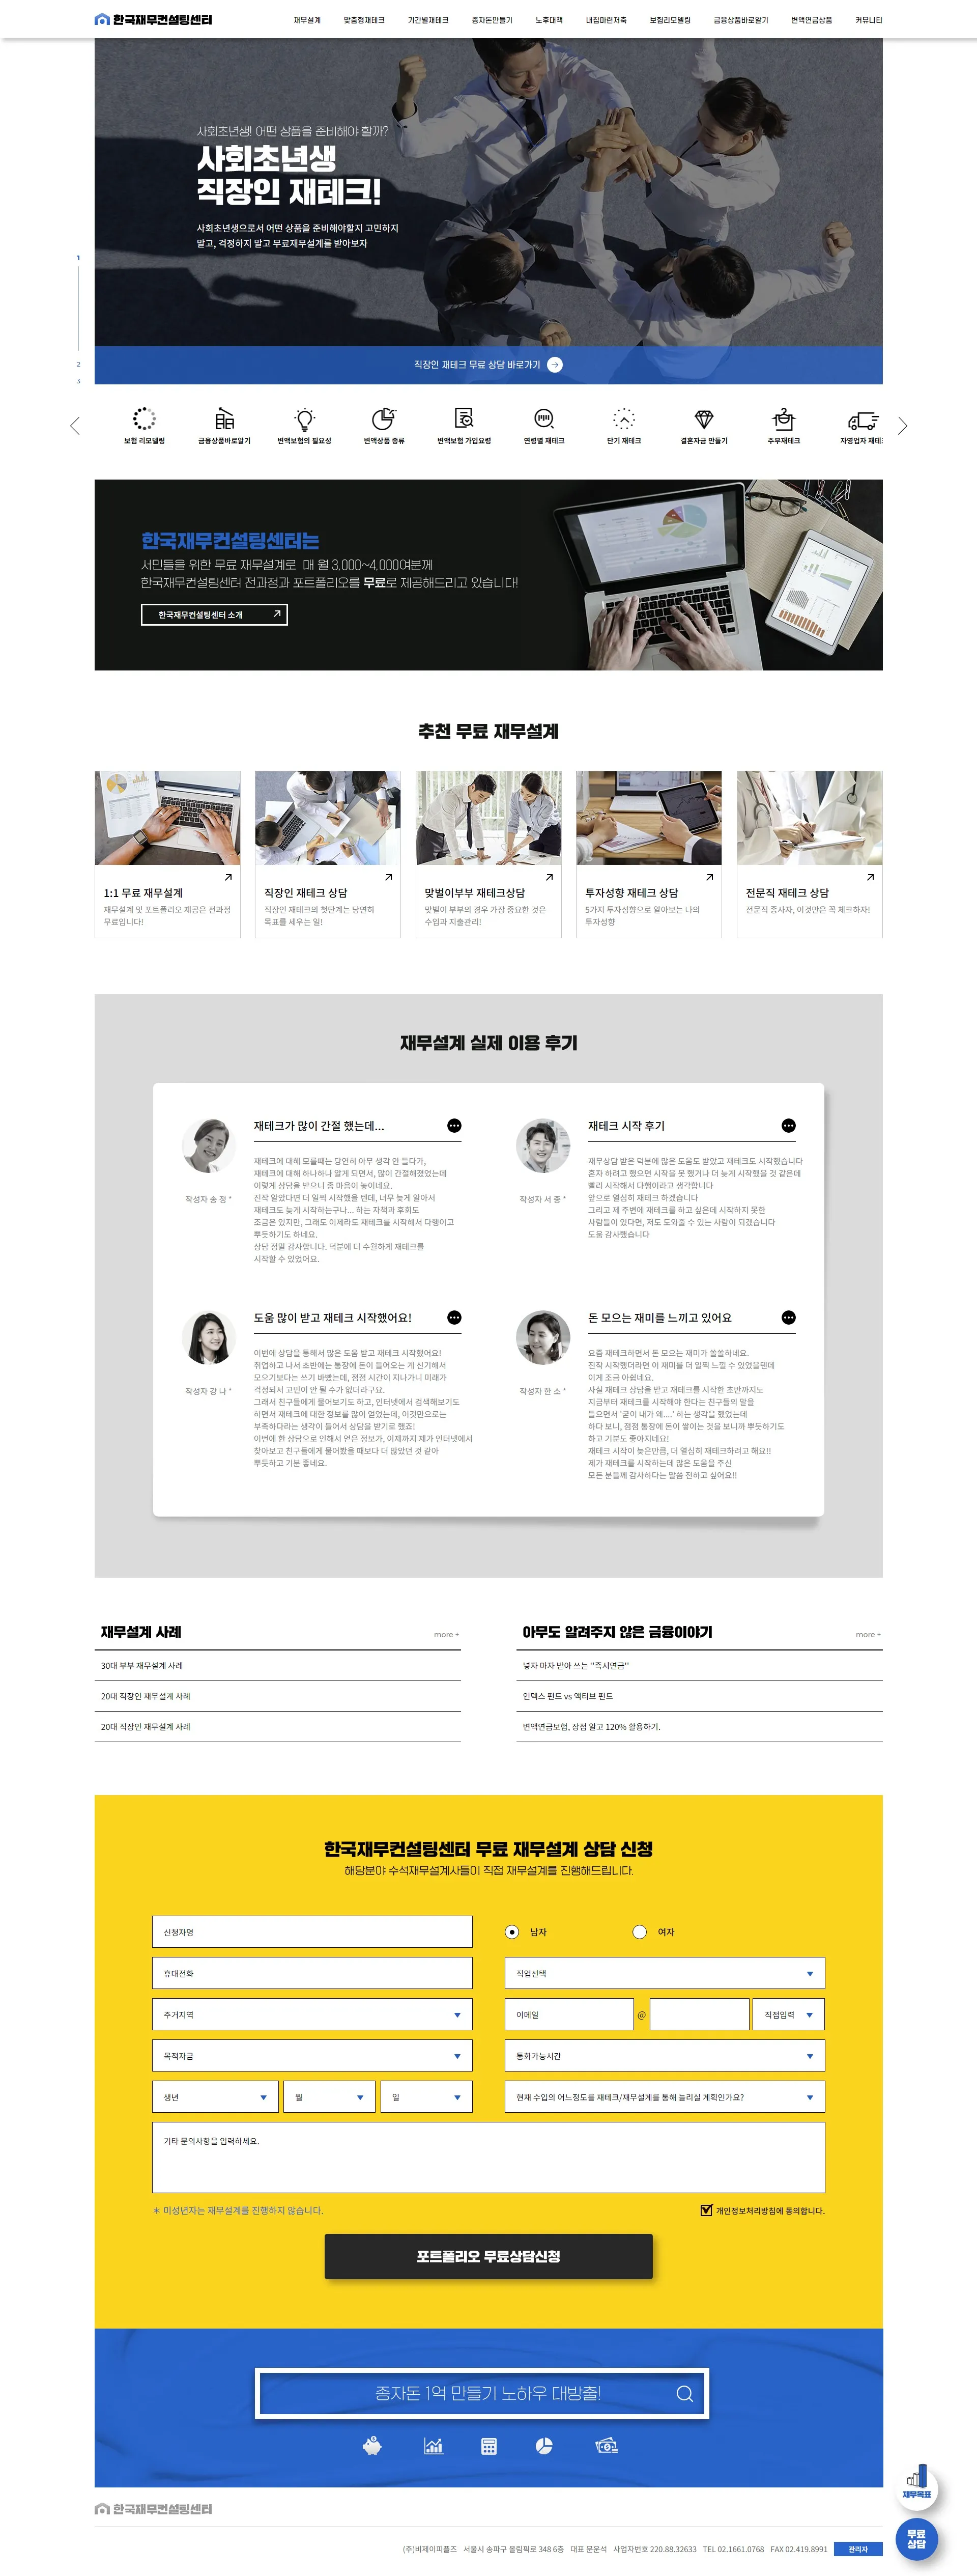 한국재무컨설팅센터
재무설계 맞춤형재테크 기간별재테크 종자돈만들기 노후대책 내집마련저축 보험리모델링 금융상품바로알기 변액연금상품 커뮤니티
사회초년생! 어떤 상품을 준비해야 할까?
사회초년생
직장인 재테크!
사회초년생으로서 어떤 상품을 준비해야할지 고민하지
말고, 걱정하지 말고 무료재무설계를 받아보자
1
2
3
직장인 재테크 무료 상담 바로가기
보험 리모델링 금융상품바로알기 변액보험의 필요성 변액상품 종류 변액보험 가입요령 연령별 재테크 단기 재테크 결혼자금 만들기 주부재테크 자영업자 재테
한국재무컨설팅센터는
서민들을 위한 무료 재무설계로 매 월 3,000~4,000여분께
한국재무컨설팅센터 전과정과 포트폴리오를 무료로 제공해드리고 있습니다!
한국재무컨설팅센터 소개
추천 무료 재무설계
1:1 무료 재무설계
재무설계 및 포트폴리오 제공은 전과정
무료입니다!
직장인 재테크 상담
직장인 재테크의 첫단계는 당연히
목표를 세우는 일!
맞벌이부부 재테크상담
맞벌이 부부의 경우 가장 중요한 것은
수입과 지출관리!
투자성향 재테크 상담
5가지 투자성향으로 알아보는 나의
투자성향
전문직 재테크 상담
전문직 종사자, 이것만은 꼭 체크하자!
재무설계 실제 이용 후기
재테크가 많이 간절 했는데...
작성자 송 정 *
재테크에 대해 모를때는 당연히 아무 생각 안 들다가,
재테크에 대해 하나하나 알게 되면서, 많이 간절해졌었는데
이렇게 상담을 받으니 좀 마음이 놓이네요.
진작 알았다면 더 일찍 시작했을 텐데, 너무 늦게 알아서
재테크도 늦게 시작하는구나... 하는 자책과 후회도
조금은 있지만, 그래도 이제라도 재테크를 시작해서 다행이고
뿌듯하기도 하네요.
상담 정말 감사합니다. 덕분에 더 수월하게 재테크를
시작할 수 있었어요.
재테크 시작 후기
작성자 서 종 *
재무상담 받은 덕분에 많은 도움도 받았고 재테크도 시작했습니다
혼자 하려고 했으면 시작을 못 했거나 더 늦게 시작했을 것 같은데
빨리 시작해서 다행이라고 생각합니다
앞으로 열심히 재테크 하겠습니다
그리고 제 주변에 재테크를 하고 싶은데 시작하지 못한
사람들이 있다면, 저도 도와줄 수 있는 사람이 되겠습니다
도움 감사했습니다
도움 많이 받고 재테크 시작했어요!
작성자 강 나 *
이번에 상담을 통해서 많은 도움 받고 재테크 시작했어요!
취업하고 나서 초반에는 통장에 돈이 들어오는 게 신기해서
모으기보다는 쓰기 바빴는데, 점점 시간이 지나가니 미래가
걱정되서 고민이 안 될 수가 없더라구요.
그래서 친구들에게 물어보기도 하고, 인터넷에서 검색해보기도
하면서 재테크에 대한 정보를 많이 얻었는데, 이것만으로는
부족하다라는 생각이 들어서 상담을 받기로 했죠!
이번에 한 상담으로 인해서 얻은 정보가, 이제까지 제가 인터넷에서
찾아보고 친구들에게 물어봤을 때보다 더 많았던 것 같아
뿌듯하고 기분 좋네요.
돈 모으는 재미를 느끼고 있어요
작성자 한 소 *
요즘 재테크하면서 돈 모으는 재미가 쏠쏠하네요.
진작 시작했더라면 이 재미를 더 일찍 느낄 수 있었을텐데
이게 조금 아쉽네요.
사실 재테크 상담을 받고 재테크를 시작한 초반까지도
지금부터 재테크를 시작해야 한다는 친구들의 말을
들으면서 '굳이 내가 왜....' 하는 생각을 했었는데
하다 보니, 점점 통장에 돈이 쌓이는 것을 보니까 뿌듯하기도
하고 기분도 좋아지네요!
재테크 시작이 늦은만큼, 더 열심히 재테크하려고 해요!!
제가 재테크를 시작하는데 많은 도움을 주신
모든 분들께 감사하다는 말씀 전하고 싶어요!!
재무설계 사례
more +
30대 부부 재무설계 사례
20대 직장인 재무설계 사례
20대 직장인 재무설계 사례
아무도 알려주지 않은 금융이야기
more +
넣자 마자 받아 쓰는 ''즉시연금''
인덱스 펀드 vs 액티브 펀드
변액연금보험, 장점 알고 120% 활용하기.
한국재무컨설팅센터 무료 재무설계 상담 신청
해당분야 수석재무설계사들이 직접 재무설계를 진행해드립니다.
신청자명
남자 여자
휴대전화
직업선택
주거지역
이메일 @ 직접입력
목적자금
통화가능시간
생년 월 일
현재 수입의 어느정도를 재테크/재무설계를 통해 늘리실 계획인가요?
기타 문의사항을 입력하세요.
* 미성년자는 재무설계를 진행하지 않습니다.
개인정보처리방침에 동의합니다.
포트폴리오 무료상담신청
종자돈 1억 만들기 노하우 대방출!
재무목표
무료
상담
한국재무컨설팅센터
(주)비제이피플즈 서울시 송파구 올림픽로 348 6층 대표 문운석 사업자번호 220.88.32633 TEL 02.1661.0768 FAX 02.419.8991 관리자